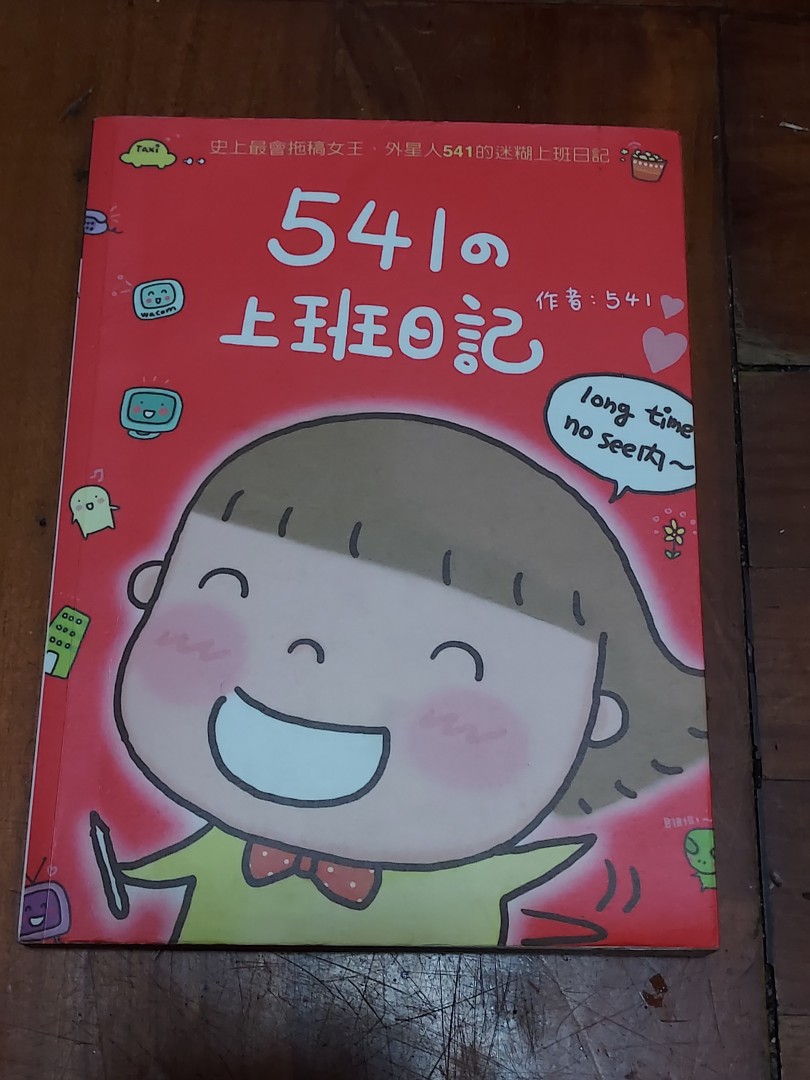 Taxi
史上最會拖稿女王‧外星人541的迷糊上班日記
541の
上班日記
作者：541
wacom
long time
no see內~